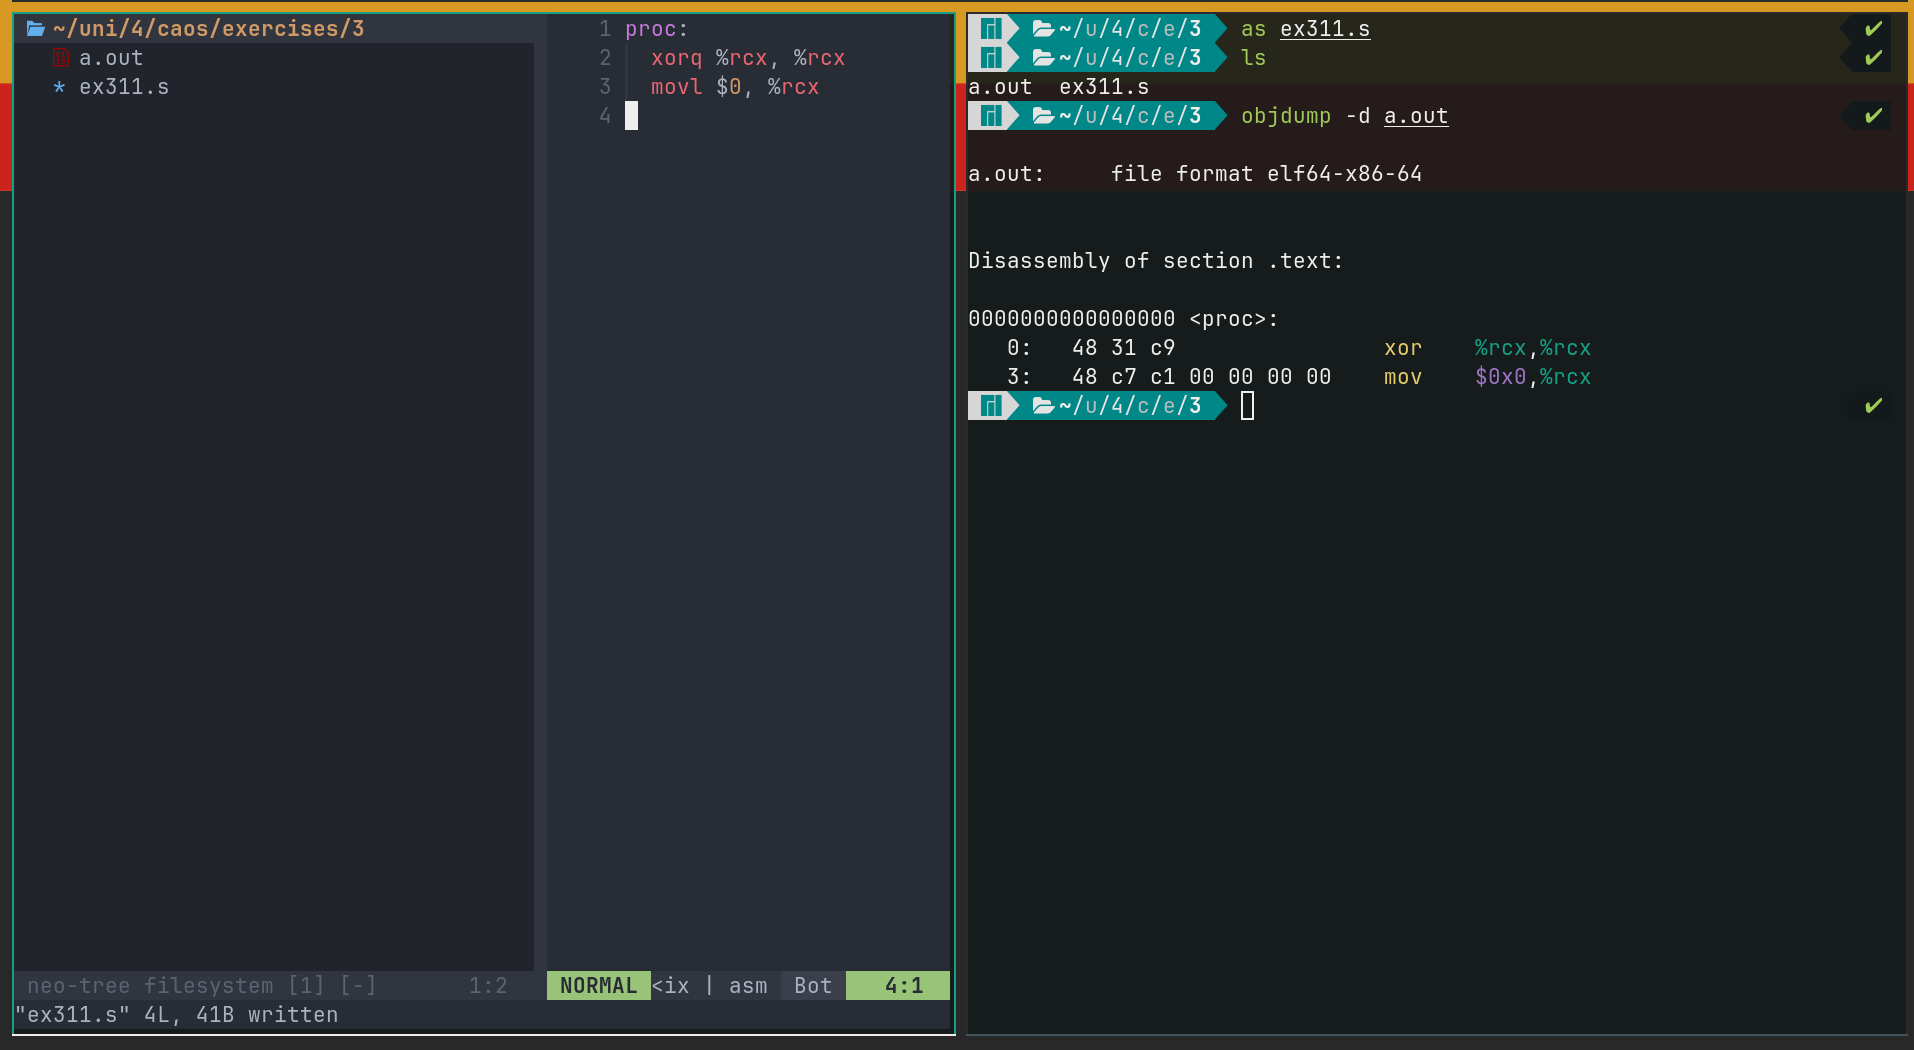 ~/uni/4/caos/exercises/3
a.out
* ex311.s
neo-tree filesystem [1] [-] 1:2
1 proc:
2 xorq %rcx, %rcx
3 movl $0, %rcx
4
NORMAL <ix | asm Bot 4:1
"ex311.s" 4L, 41B written
~/u/4/c/e/3 as ex311.s ✔
~/u/4/c/e/3 ls ✔
a.out ex311.s
~/u/4/c/e/3 objdump -d a.out ✔
a.out: file format elf64-x86-64
Disassembly of section .text:
0000000000000000 <proc>:
0: 48 31 c9 xor %rcx,%rcx
3: 48 c7 c1 00 00 00 00 mov $0x0,%rcx
~/u/4/c/e/3 ✔